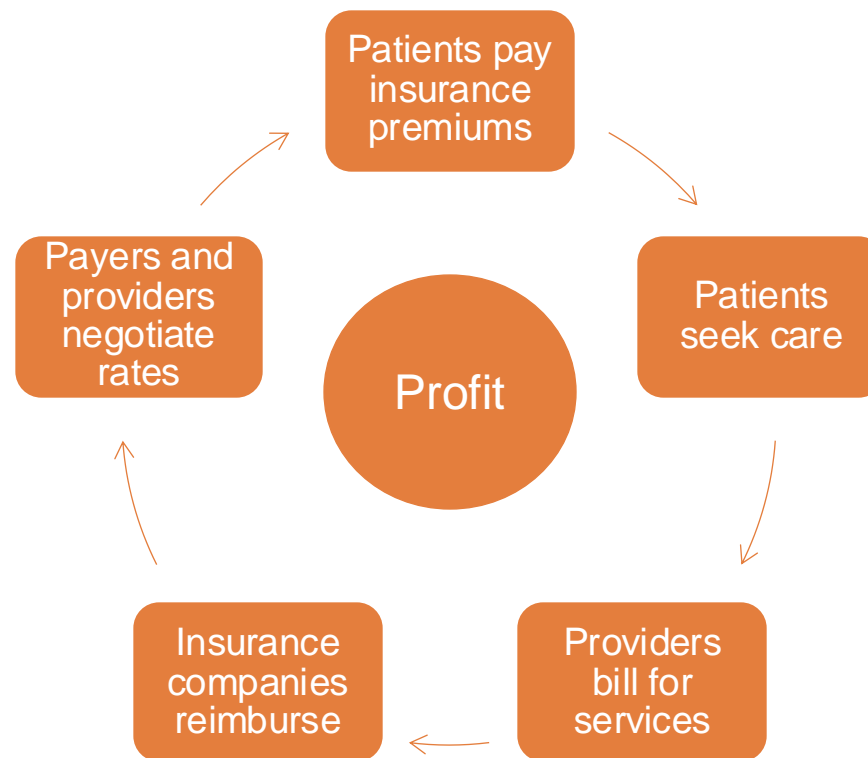 Patients pay
insurance
premiums
Patients
seek care
Providers
bill for
services
Insurance
companies
reimburse
Payers and
providers
negotiate
rates
Profit